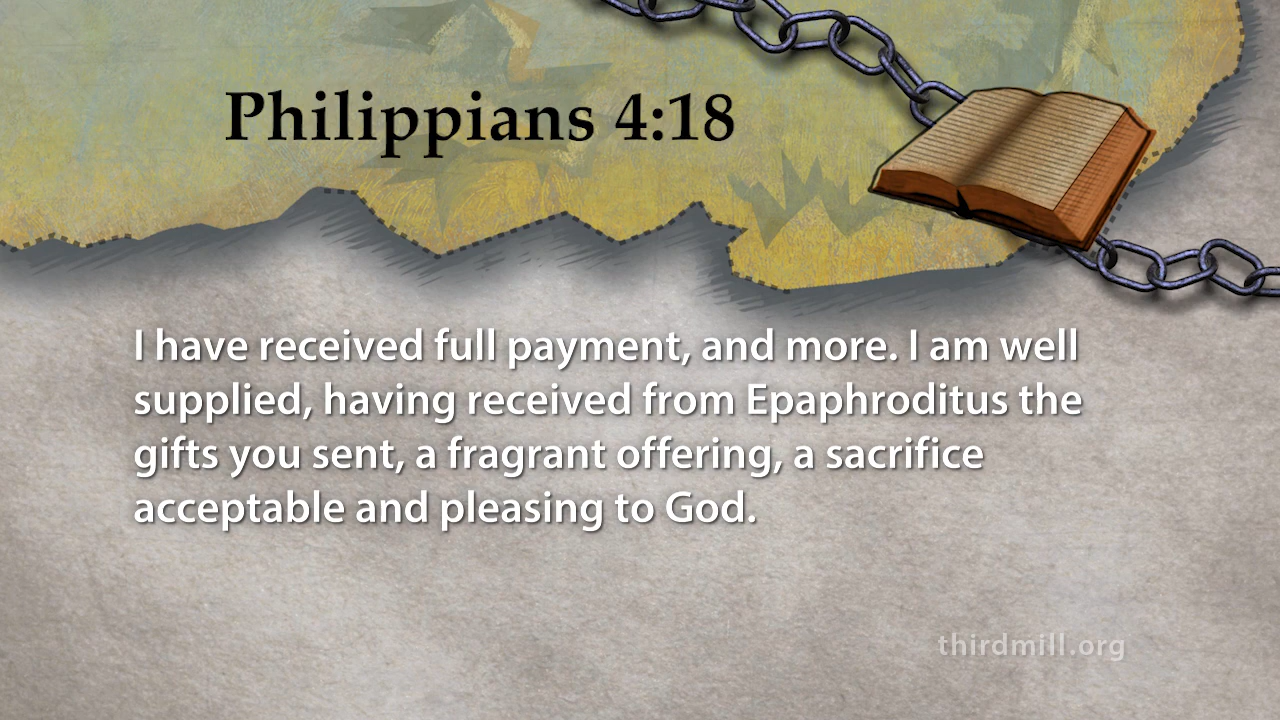 Philippians 4:18
I have received full payment, and more. I am well
supplied, having received from Epaphroditus the
gifts you sent, a fragrant offering, a sacrifice
acceptable and pleasing to God.
thirdmill.org